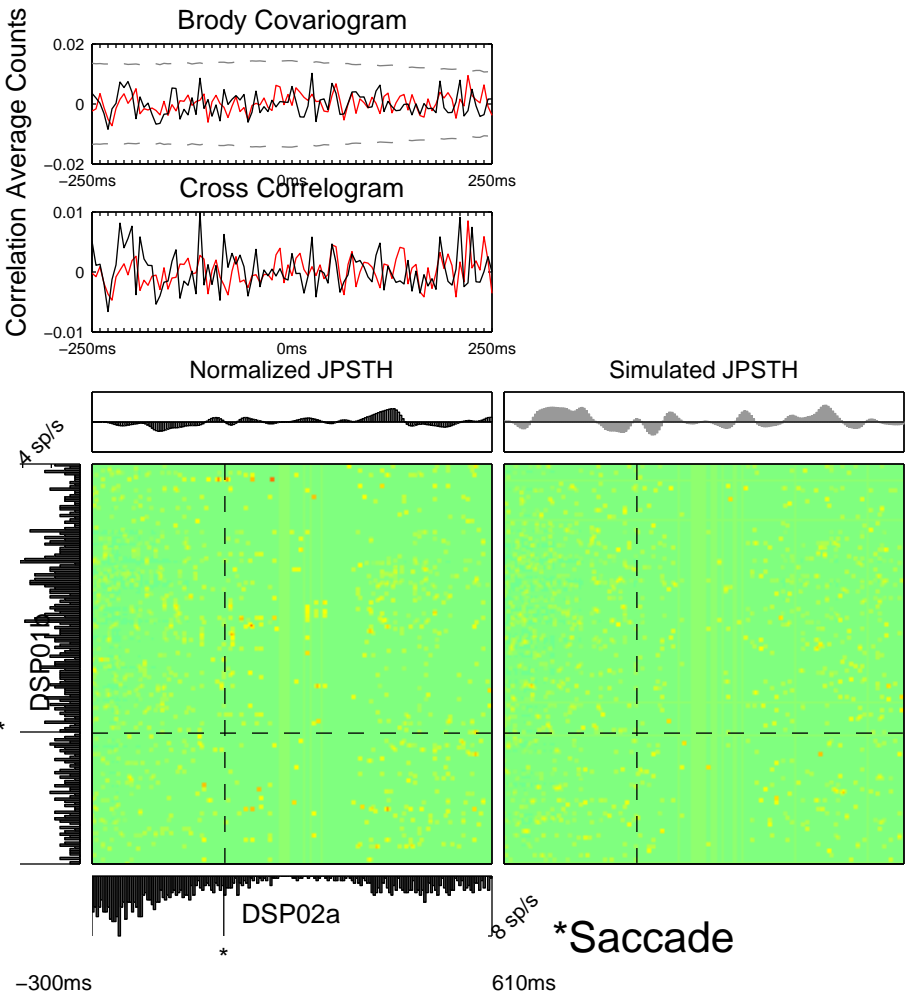 Brody Covariogram
Correlation Average Counts
0.02
0
−0.02
−250ms
0ms
250ms
Cross Correlogram
0.01
0
−0.01
−250ms
0ms
250ms
Normalized JPSTH
Simulated JPSTH
4 sp/s
DSP01b
*
DSP02a
8 sp/s
*
*Saccade
−300ms
610ms